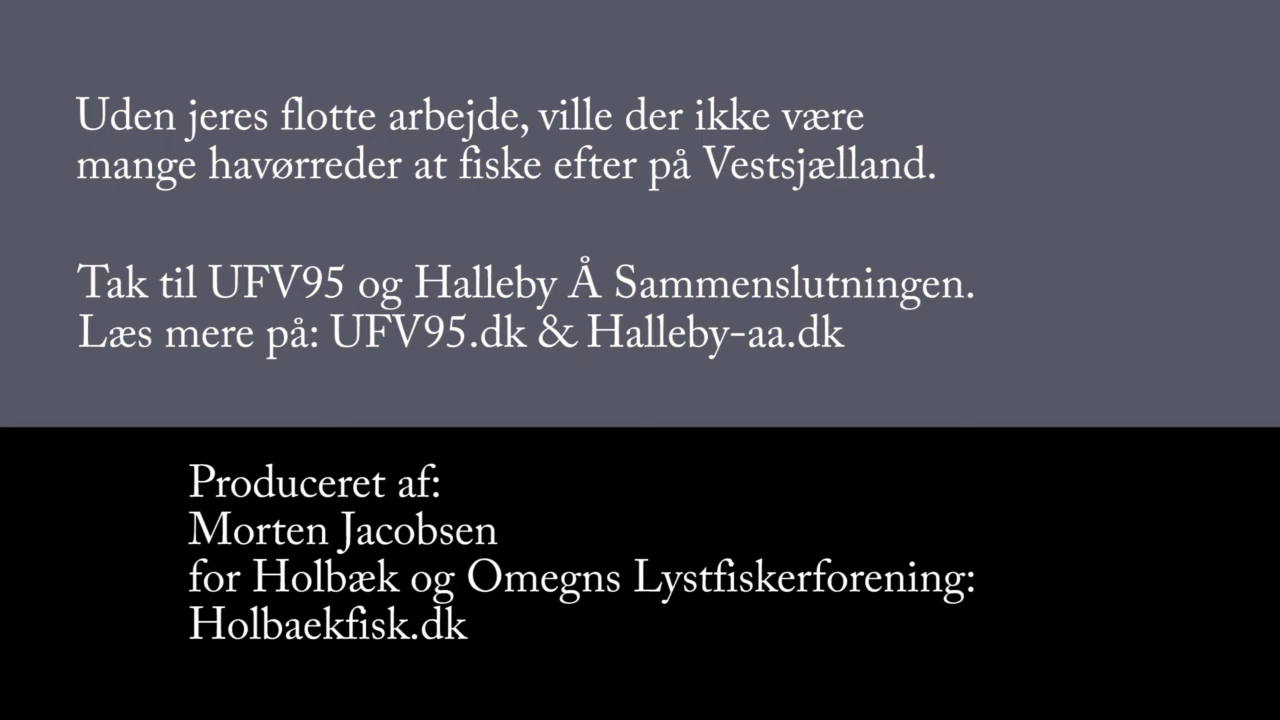 Uden jeres flotte arbejde, ville der ikke være
mange havørreder at fiske efter på Vestsjælland.
Tak til UFV95 og Halleby Å Sammenslutningen.
Læs mere på: UFV95.dk & Halleby-aa.dk
Produceret af:
Morten Jacobsen
for Holbæk og Omegns Lystfiskerforening:
Holbaekfisk.dk